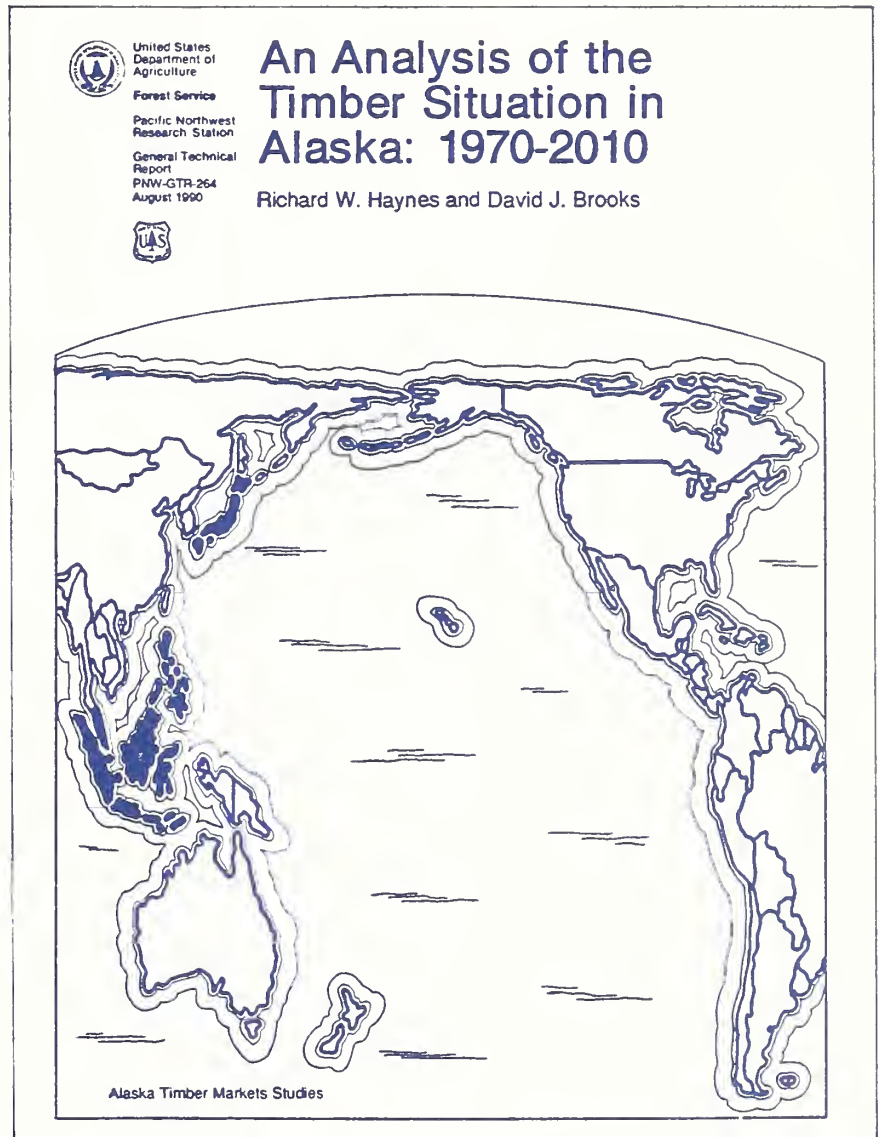 United States
Department of
Agriculture
Forest Service
Pacific Northwest
Research Station
General Technical
Report
PNW-GTR-264
August 1990
An Analysis of the
Timber Situation in
Alaska: 1970-2010
Richard W. Haynes and David J. Brooks
UAS
Alaska Timber Markets Studies